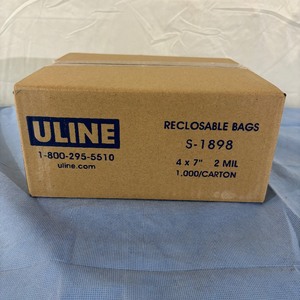 ULINE
1-800-295-5510
uline.com
RECLOSABLE BAGS
S-1898
4 x 7" 2 MIL
1,000/CARTON